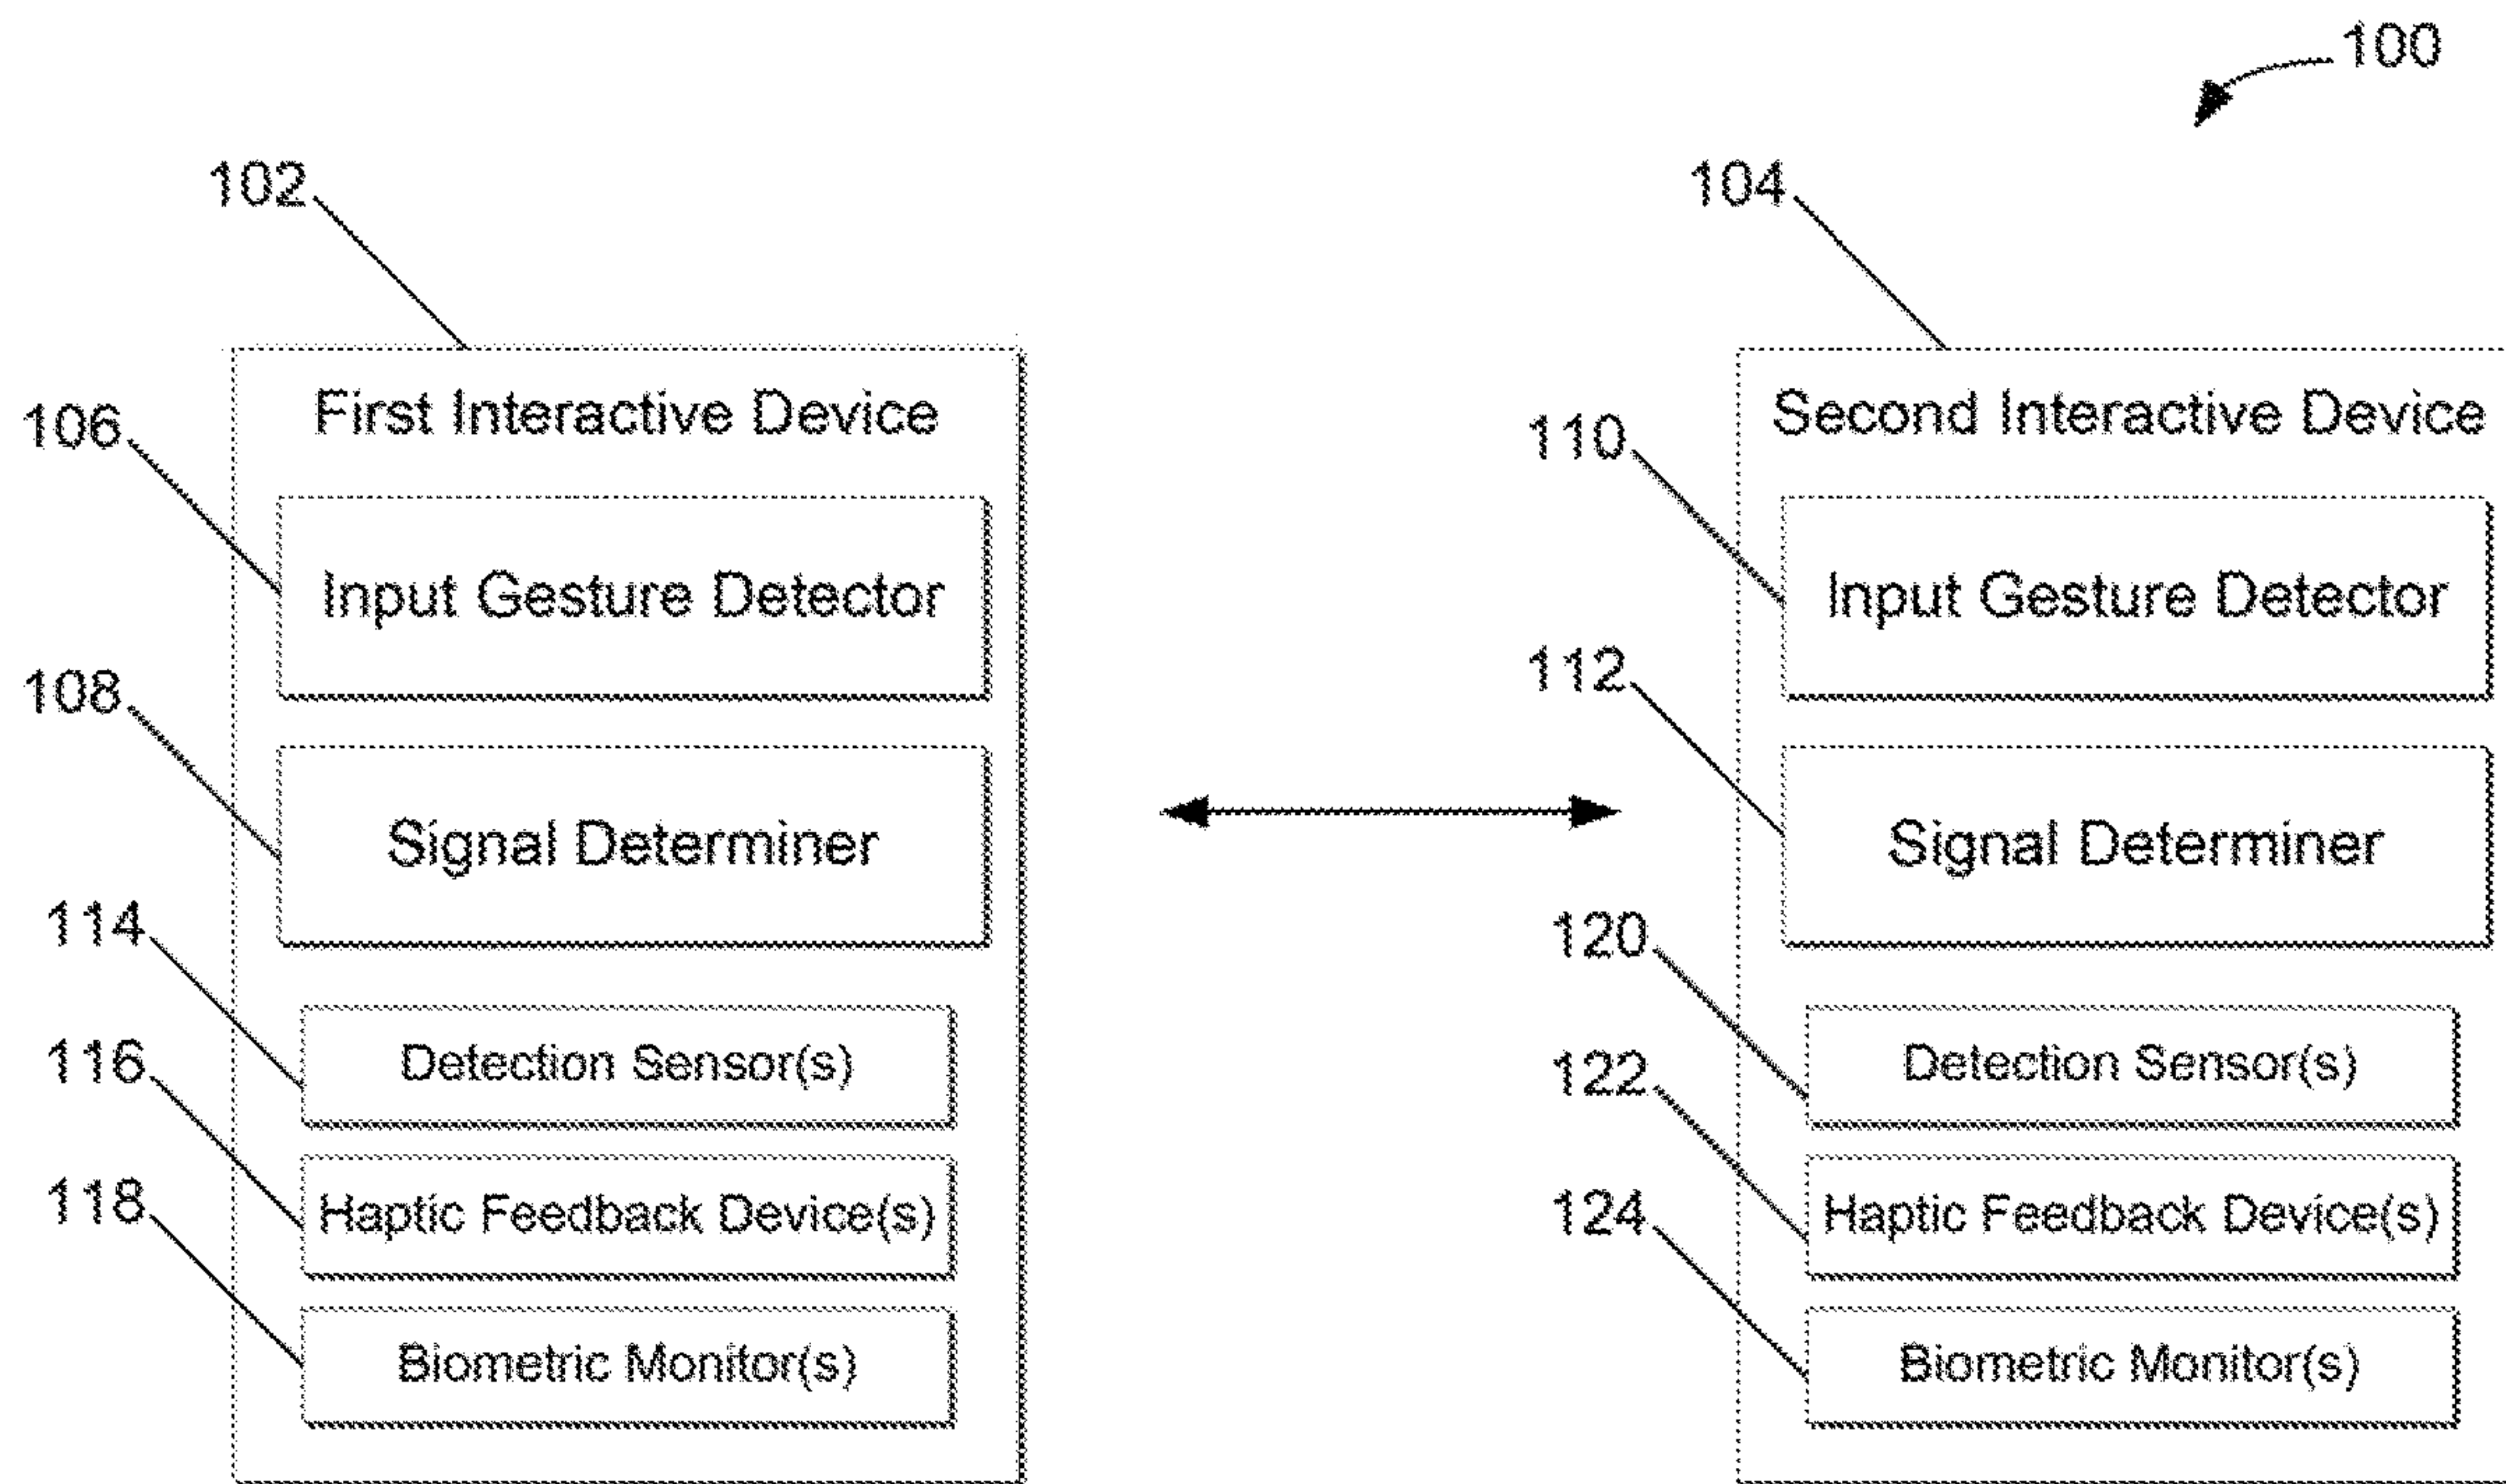 100
102
104
First Interactive Device
106
Input Gesture Detector
108
Signal Determiner
114
Detection Sensor(s)
116
Haptic Feedback Device(s)
118
Biometric Monitor(s)
Second Interactive Device
110
Input Gesture Detector
112
Signal Determiner
120
Detection Sensor(s)
122
Haptic Feedback Device(s)
124
Biometric Monitor(s)